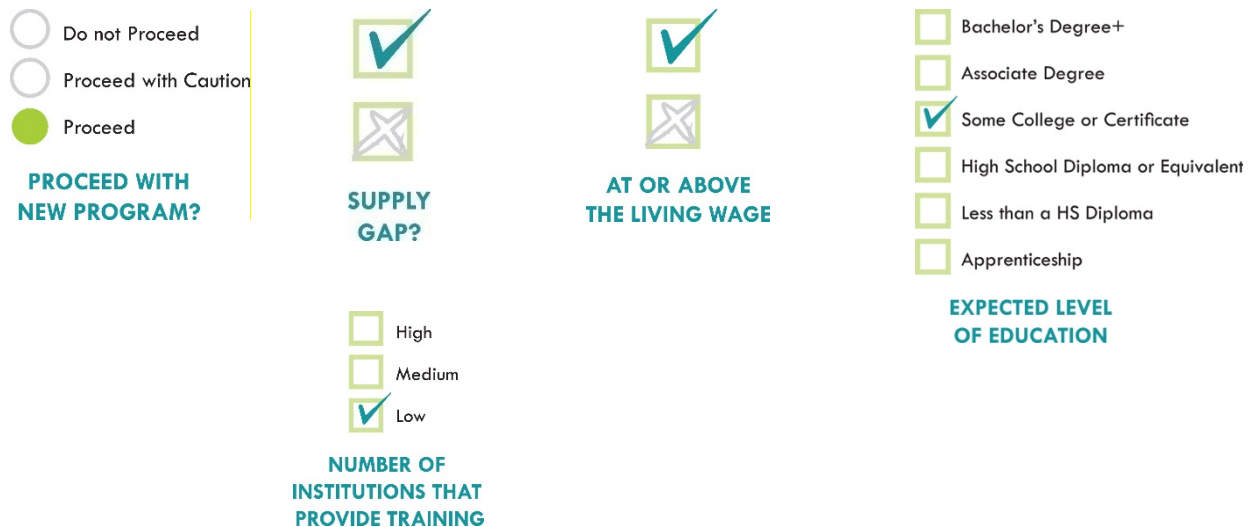 Do not Proceed
Proceed with Caution
Proceed
PROCEED WITH
NEW PROGRAM?
SUPPLY
GAP?
AT OR ABOVE
THE LIVING WAGE
Bachelor's Degree+
Associate Degree
Some College or Certificate
High School Diploma or Equivalent
Less than a HS Diploma
Apprenticeship
EXPECTED LEVEL
OF EDUCATION
High
Medium
Low
NUMBER OF
INSTITUTIONS THAT
PROVIDE TRAINING